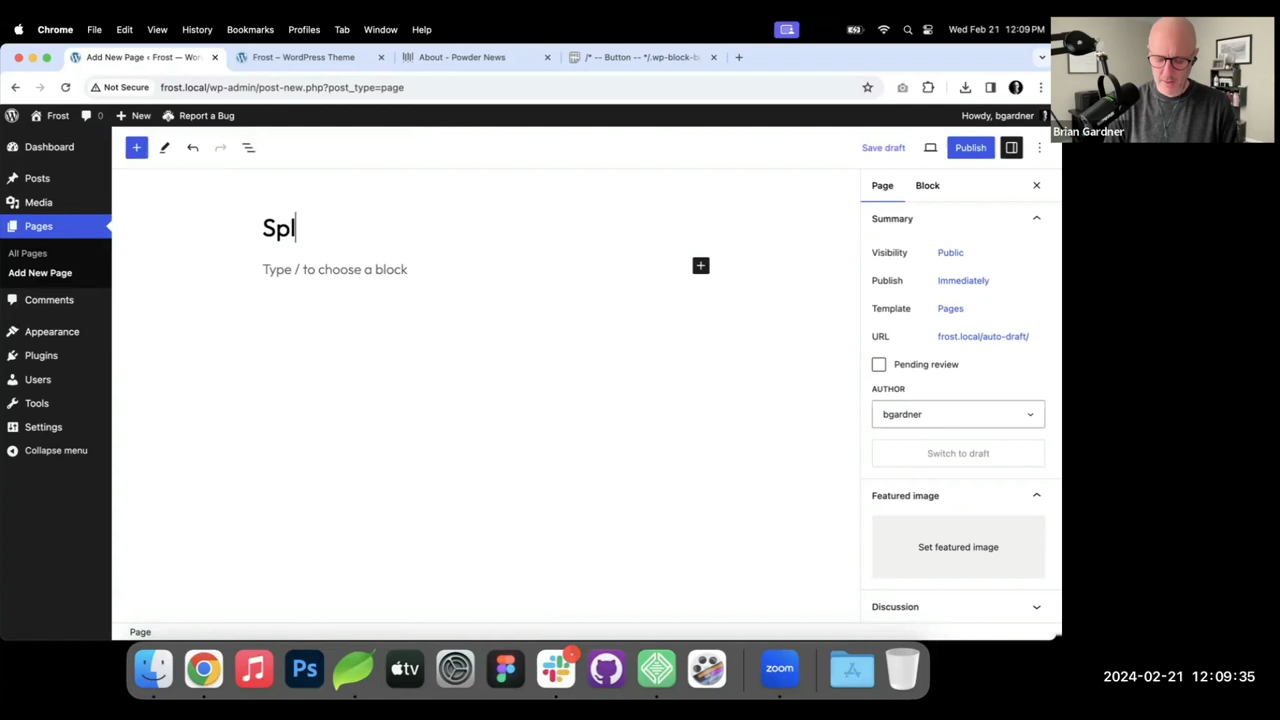 Chrome File Edit View History Bookmarks Profiles Tab Window Help Wed Feb 21 12:09 PM
Add New Page ‹ Frost — Wor Frost – WordPress Theme About - Powder News /* -- Button -- */.wp-block-b
Not Secure frost.local/wp-admin/post-new.php?post_type=page
Frost 0 New Report a Bug Howdy, bgardner
Brian Gardner
Dashboard
Posts
Media
Pages
All Pages
Add New Page
Comments
Appearance
Plugins
Users
Tools
Settings
Collapse menu
Save draft Publish
Spl
Type / to choose a block
Page Block
Summary
Visibility Public
Publish Immediately
Template Pages
URL frost.local/auto-draft/
Pending review
AUTHOR
bgardner
Switch to draft
Featured image
Set featured image
Discussion
Page
Ps tv zoom
2024-02-21 12:09:35